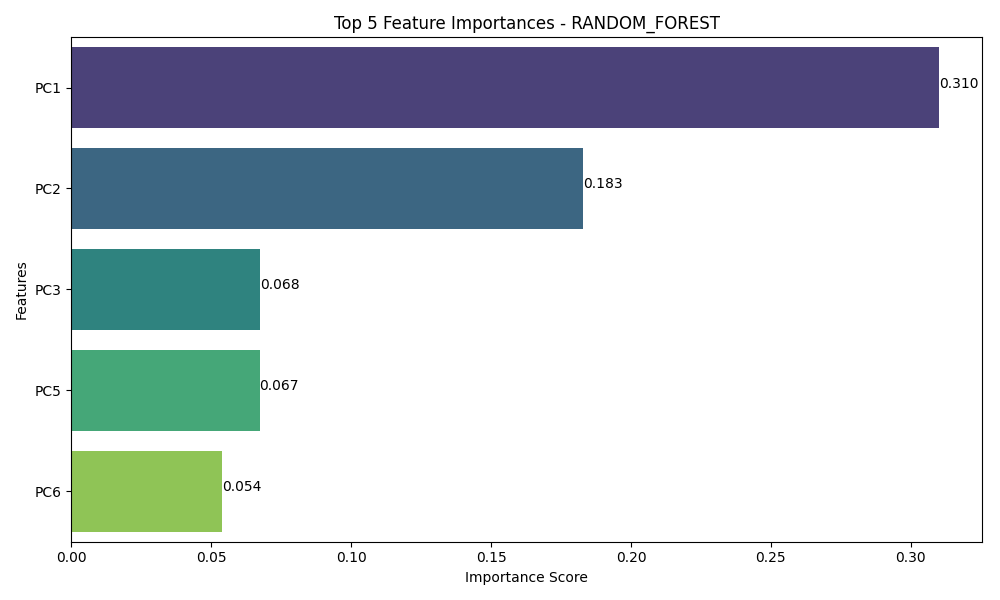 Top 5 Feature Importances - RANDOM_FOREST
PC1
0.310
PC2
0.183
PC3
0.068
PC5
0.067
PC6
0.054
Features
0.00 0.05 0.10 0.15 0.20 0.25 0.30
Importance Score